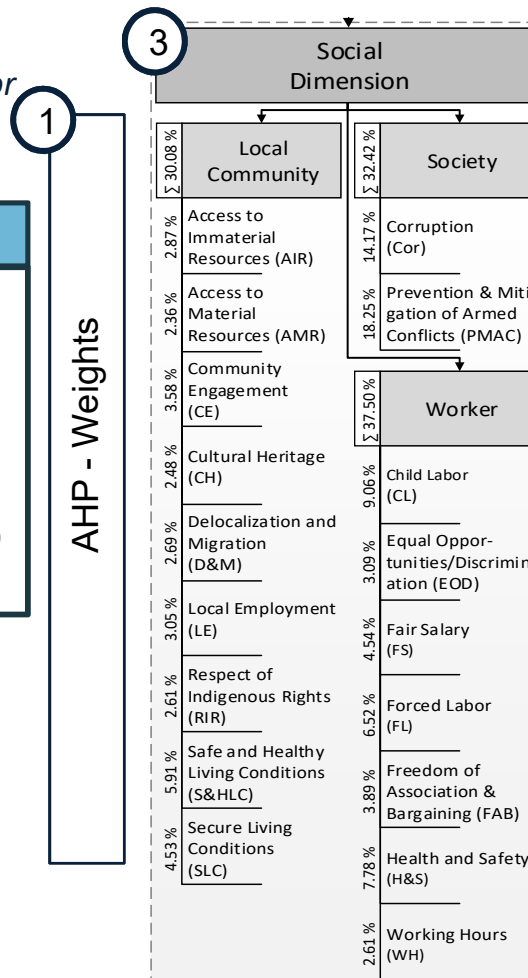 or
1
AHP - Weights
3
Social
Dimension
∑ 30.08 %
Local
Community
2.87 %
Access to
Immaterial
Resources (AIR)
2.36 %
Access to
Material
Resources (AMR)
3.58 %
Community
Engagement
(CE)
2.48 %
Cultural Heritage
(CH)
2.69 %
Delocalization and
Migration
(D&M)
3.05 %
Local Employment
(LE)
2.61 %
Respect of
Indigenous Rights
(RIR)
5.91 %
Safe and Healthy
Living Conditions
(S&HLC)
4.53 %
Secure Living
Conditions
(SLC)
∑ 32.42 %
Society
14.17 %
Corruption
(Cor)
18.25 %
Prevention & Miti
gation of Armed
Conflicts (PMAC)
∑ 37.50 %
Worker
9.06 %
Child Labor
(CL)
3.09 %
Equal Oppor-
tunities/Discrimin
ation (EOD)
4.54 %
Fair Salary
(FS)
6.52 %
Forced Labor
(FL)
3.89 %
Freedom of
Association &
Bargaining (FAB)
7.78 %
Health and Safety
(H&S)
2.61 %
Working Hours
(WH)